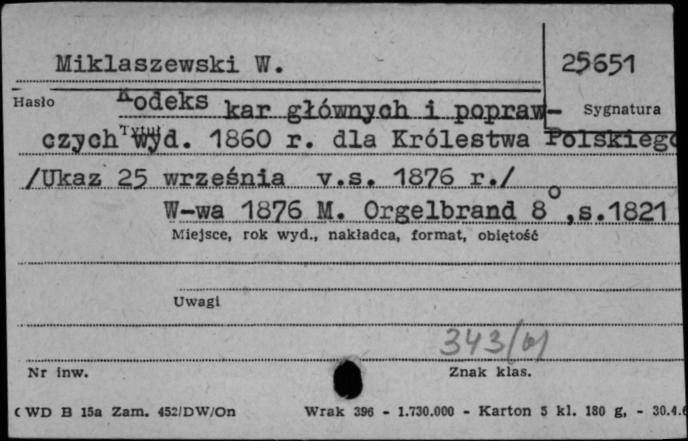 Miklaszewski W.
25651
Hasło
Kodeks kar głównych i popraw-
Sygnatura
Tytuł
czych wyd. 1860 r. dla Królestwa Polskiego
/Ukaz 25 września v.s. 1876 r./
W-wa 1876 M. Orgelbrand 8°,s.1821
Miejsce, rok wyd., nakładca, format, objętość
Uwagi
343/
Nr inw.
Znak klas.
CWD B 15a Zam. 452/DW/On
Wrak 396 - 1.730.000 - Karton 5 kl. 180 g, - 30.4.6